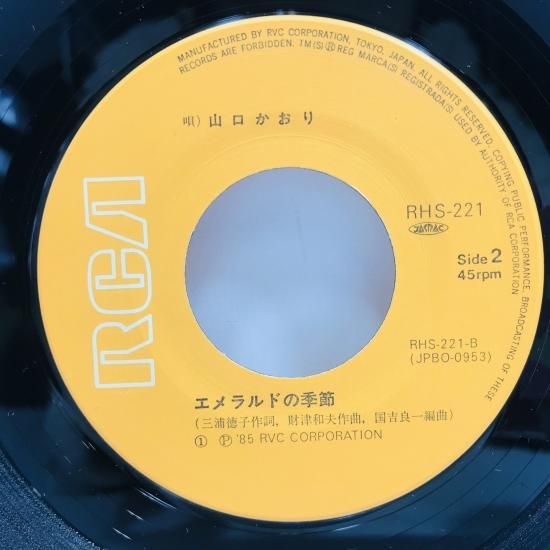 MANUFACTURED BY RVC CORPORATION, TOKYO, JAPAN. ALL RIGHTS RESERVED. COPYING PUBLIC PERFORMANCE, BROADCASTING OF THESE
RECORDS ARE FORBIDDEN. TM(S) Ⓡ REG MARCA(S) REGISTRADA(S) USED BY AUTHORITY OF RCA CORPORATION
唄) 山口かおり
RCA
RHS-221
JASRAC
Side 2
45rpm
RHS-221-B
(JPBO-0953)
エメラルドの季節
(三浦徳子作詞, 財津和夫作曲, 国吉良一編曲)
① Ⓟ '85 RVC CORPORATION